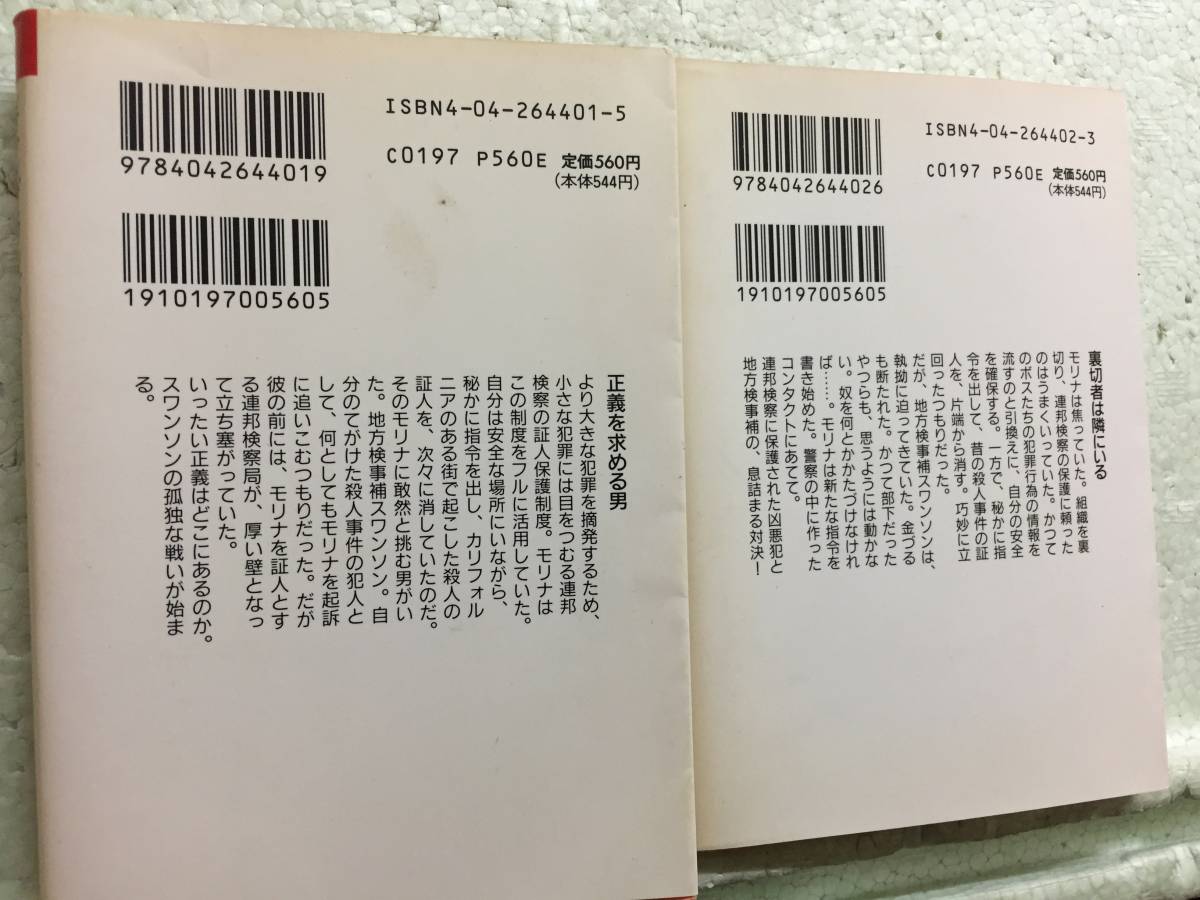 ISBN4-04-264401-5
9784042644019
C0197 P560E 定価560円
(本体544円)
1910197005605
正義を求める男
より大きな犯罪を摘発するため、
小さな犯罪には目をつむる連邦
検察の証人保護制度。モリナは
この制度をフルに活用していた。
自分は安全な場所にいながら、
秘かに指令を出し、カリフォル
ニアのある街で起こした殺人の
証人を、次々に消していたのだ。
そのモリナに敢然と挑む男がい
た。地方検事補スワンソン。自
分のてがけた殺人事件の犯人と
して、何としてもモリナを起訴
に追いこむつもりだった。だが
彼の前には、モリナを証人とす
る連邦検察局が、厚い壁となっ
て立ち塞がっていた。
いったい正義はどこにあるのか。
スワンソンの孤独な戦いが始ま
る。
ISBN4-04-264402-3
9784042644026
C0197 P560E 定価560円
(本体544円)
1910197005605
裏切者は隣にいる
モリナは焦っていた。組織を裏
切り、連邦検察の保護に頼った
のはうまくいっていた。かつて
のボスたちの犯罪行為の情報を
流すのと引換えに、自分の安全
を確保する。一方で、秘かに指
令を出して、昔の殺人事件の証
人を、片端から消す。巧妙に立
回ったつもりだった。
だが、地方検事補スワンソンは、
執拗に迫ってきていた。金づる
も断たれた。かつて部下だった
やつらも、思うようには動かな
い。奴を何とかかたづけなけれ
ば……。モリナは新たな指令を
書き始めた。警察の中に作った
コンタクトにあてて。
連邦検察に保護された凶悪犯と
地方検事補の、息詰まる対決！